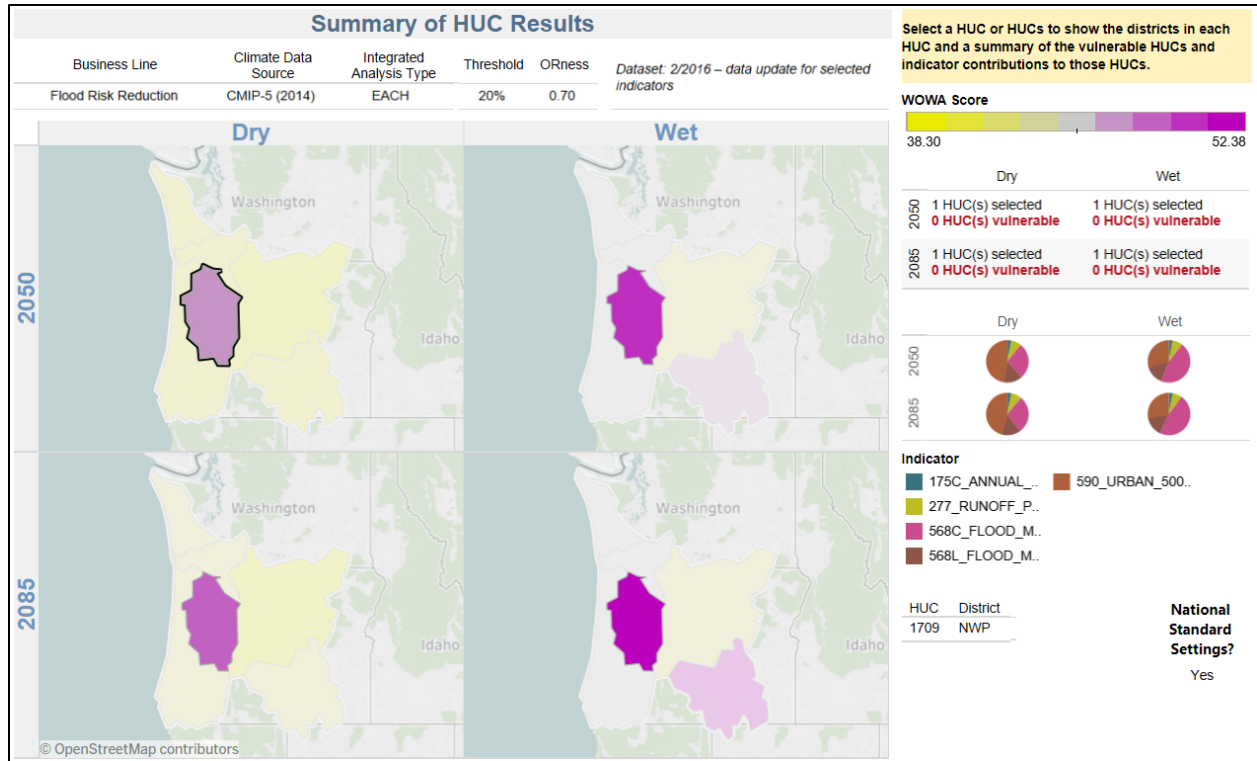 Summary of HUC Results
Business Line
Climate Data
Source
Integrated
Analysis Type
Threshold
ORness
Flood Risk Reduction
CMIP-5 (2014)
EACH
20%
0.70
Dataset: 2/2016 – data update for selected
indicators
Dry
Wet
2050
Washington
Idaho
Washington
Idaho
2085
Washington
Idaho
Washington
Idaho
© OpenStreetMap contributors
Select a HUC or HUCs to show the districts in each
HUC and a summary of the vulnerable HUCs and
indicator contributions to those HUCs.
WOWA Score
38.30
52.38
Dry
Wet
2050
1 HUC(s) selected
0 HUC(s) vulnerable
1 HUC(s) selected
0 HUC(s) vulnerable
2085
1 HUC(s) selected
0 HUC(s) vulnerable
1 HUC(s) selected
0 HUC(s) vulnerable
Dry
Wet
2050
2085
Indicator
175C_ANNUAL_..
590_URBAN_500..
277_RUNOFF_P..
568C_FLOOD_M..
568L_FLOOD_M..
HUC
District
1709
NWP
National
Standard
Settings?
Yes